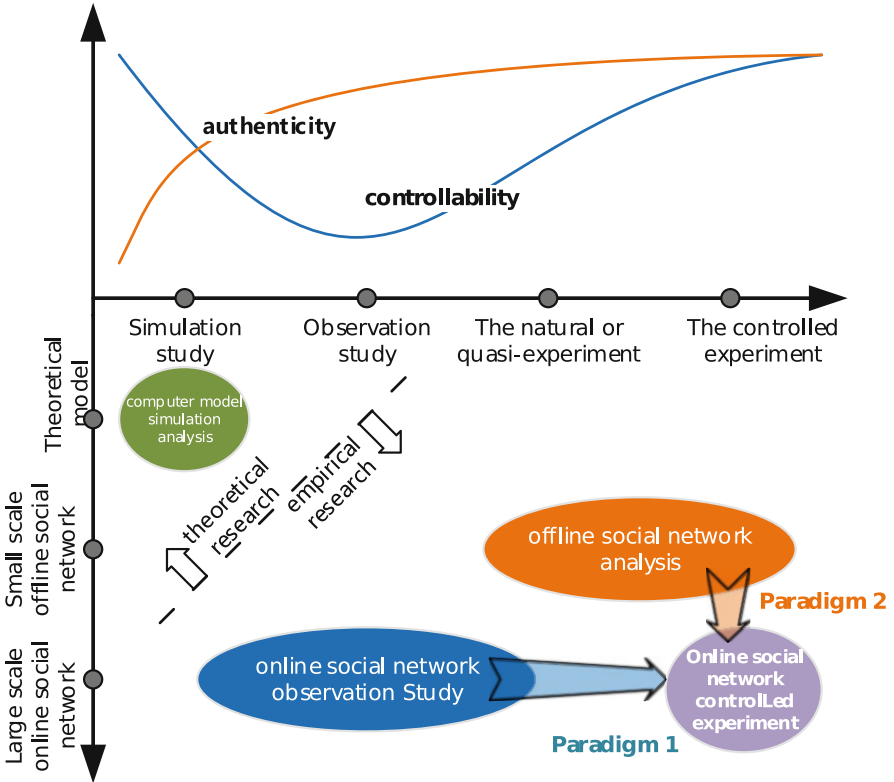 authenticity
controllability
Simulation
study
Observation
study
The natural or
quasi-experiment
The controlled
experiment
Theoretical
model
computer model
simulation
analysis
theoretical
research
empirical
research
Small scale
offline social
network
offline social network
analysis
Paradigm 2
Large scale
online social
network
online social network
observation Study
Online social
network
controlLed
experiment
Paradigm 1